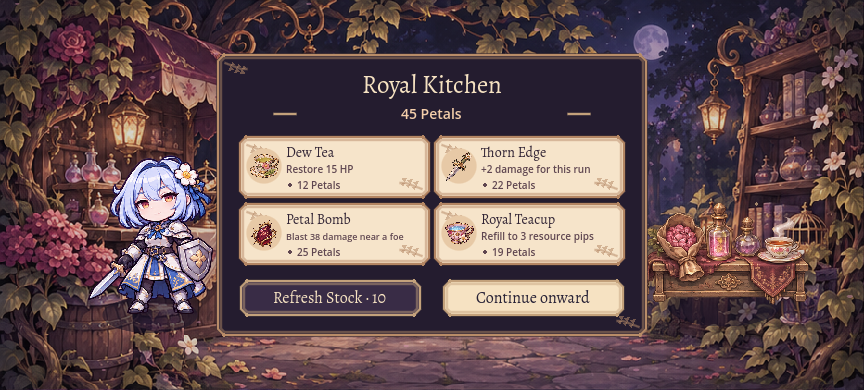 Royal Kitchen
45 Petals
Dew Tea
Restore 15 HP
• 12 Petals
Thorn Edge
+2 damage for this run
• 22 Petals
Petal Bomb
Blast 38 damage near a foe
• 25 Petals
Royal Teacup
Refill to 3 resource pips
• 19 Petals
Refresh Stock · 10
Continue onward